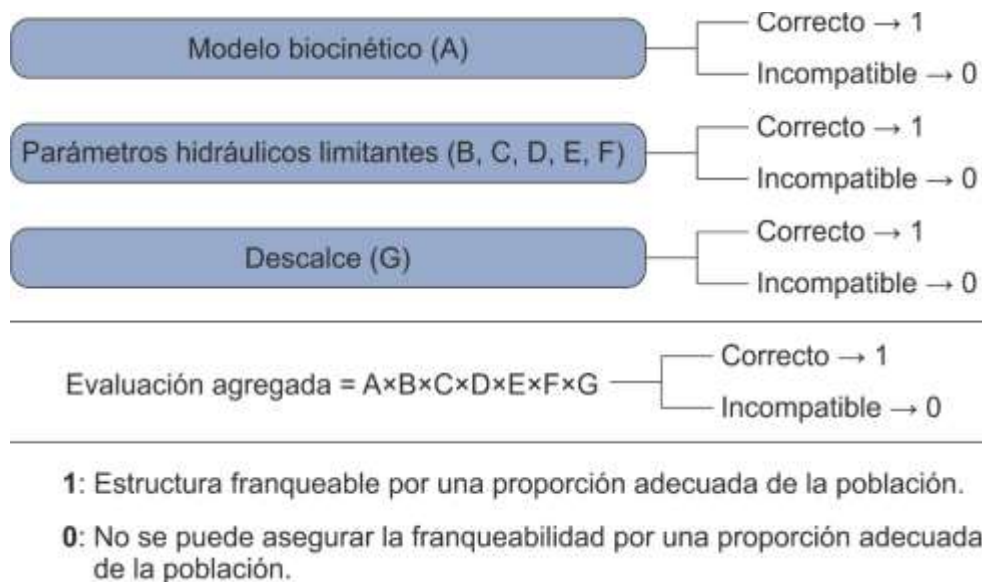 Modelo biocinético (A)
Correcto → 1
Incompatible → 0
Parámetros hidráulicos limitantes (B, C, D, E, F)
Correcto → 1
Incompatible → 0
Descalce (G)
Correcto → 1
Incompatible → 0
Evaluación agregada = A×B×C×D×E×F×G
Correcto → 1
Incompatible → 0
1: Estructura franqueable por una proporción adecuada de la población.
0: No se puede asegurar la franqueabilidad por una proporción adecuada
de la población.